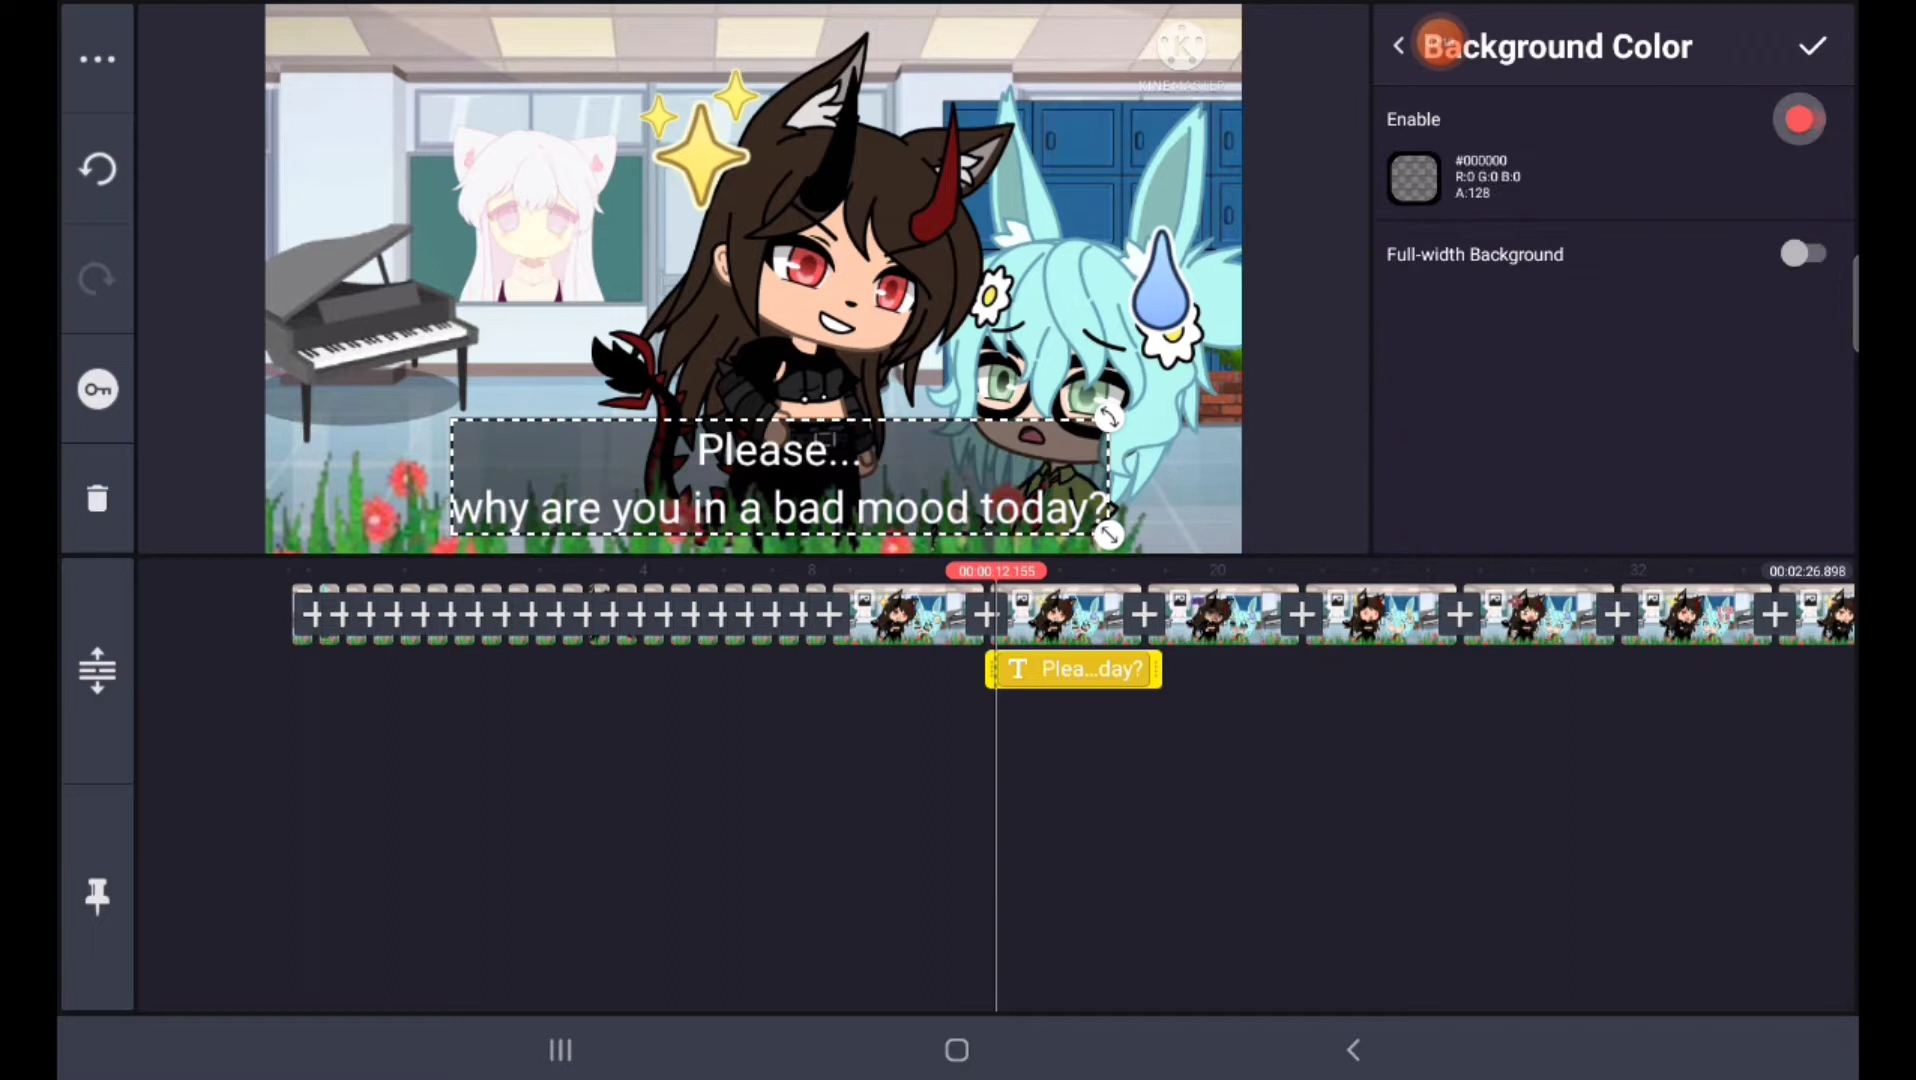 KINEMASTER
Background Color
Enable
#000000
R:0 G:0 B:0
A:128
Full-width Background
Please...
why are you in a bad mood today?
4
8
00:00:12.155
20
32
00:02:26.898
T Plea...day?